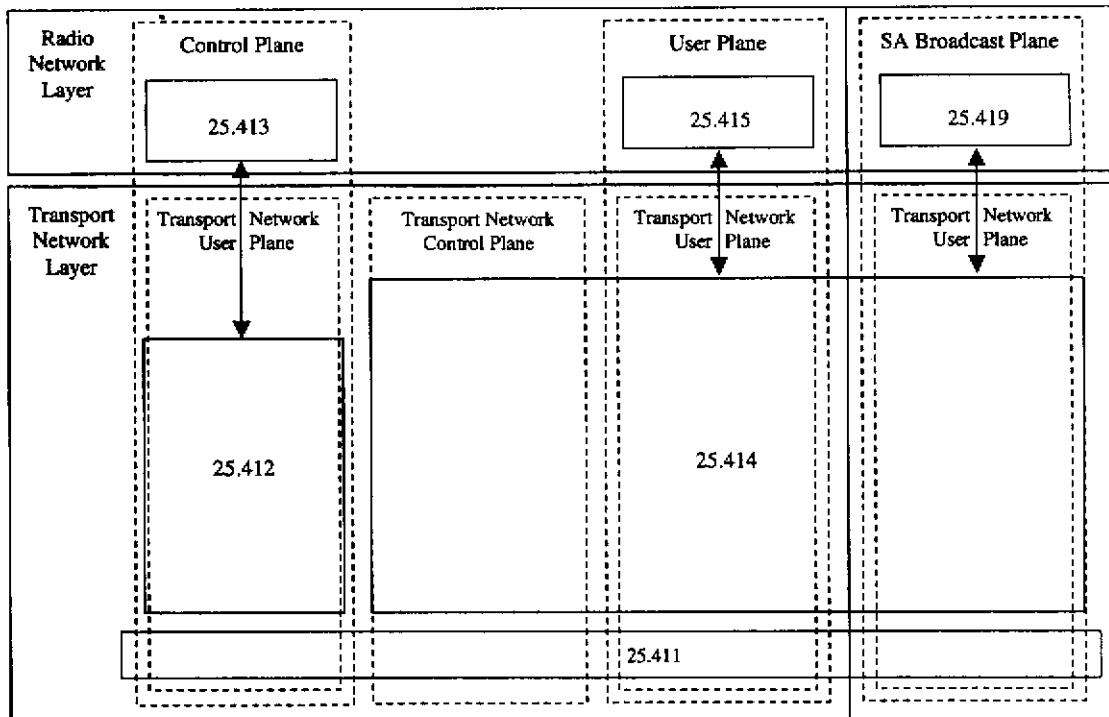 Radio
Network
Layer
Control Plane
User Plane
SA Broadcast Plane
25.413
25.415
25.419
Transport
Network
Layer
Transport Network
User Plane
Transport Network
Control Plane
Transport Network
User Plane
Transport Network
User Plane
25.412
25.414
25.411